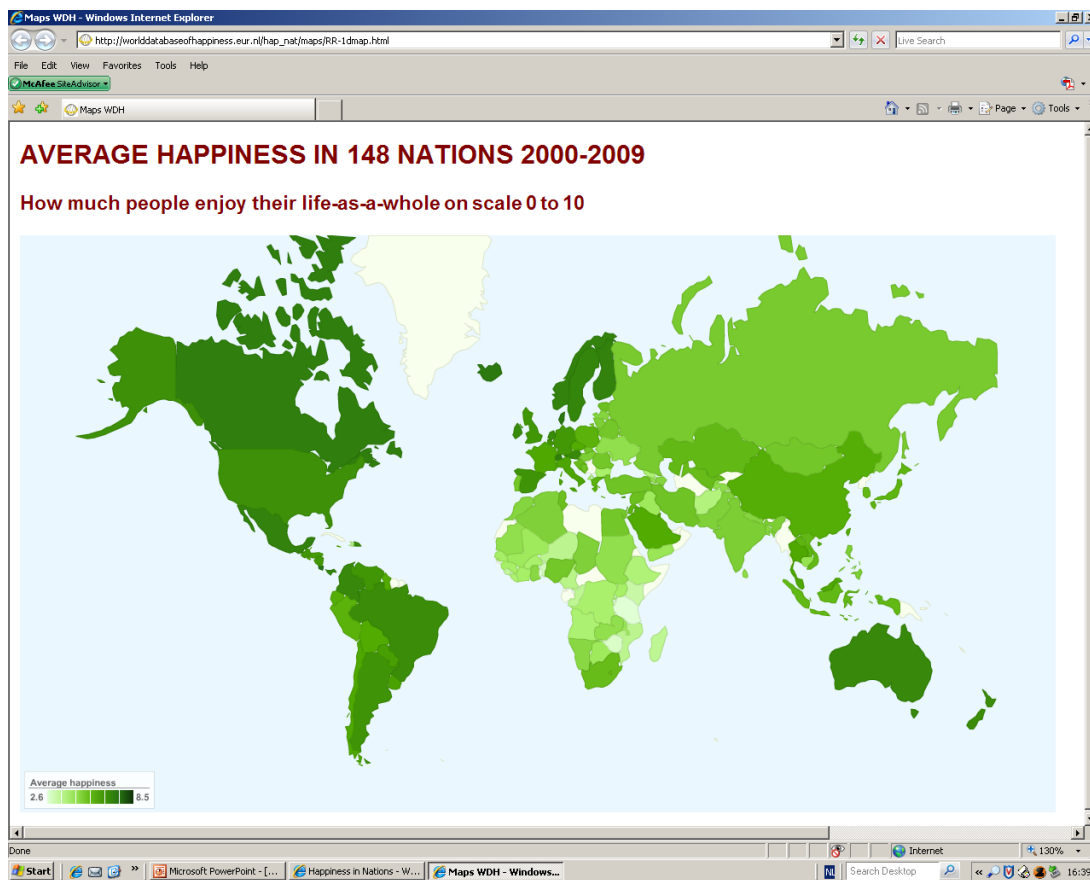 Maps WDH - Windows Internet Explorer
http://worlddatabaseofhappiness.eur.nl/hap_nat/maps/RR-1dmap.html
Live Search
File Edit View Favorites Tools Help
McAfee SiteAdvisor
Maps WDH
Page Tools
AVERAGE HAPPINESS IN 148 NATIONS 2000-2009
How much people enjoy their life-as-a-whole on scale 0 to 10
Average happiness
2.6 8.5
Done
Internet
130%
Start
»
Microsoft PowerPoint - [...
Happiness in Nations - W...
Maps WDH - Windows...
NL
Search Desktop
«